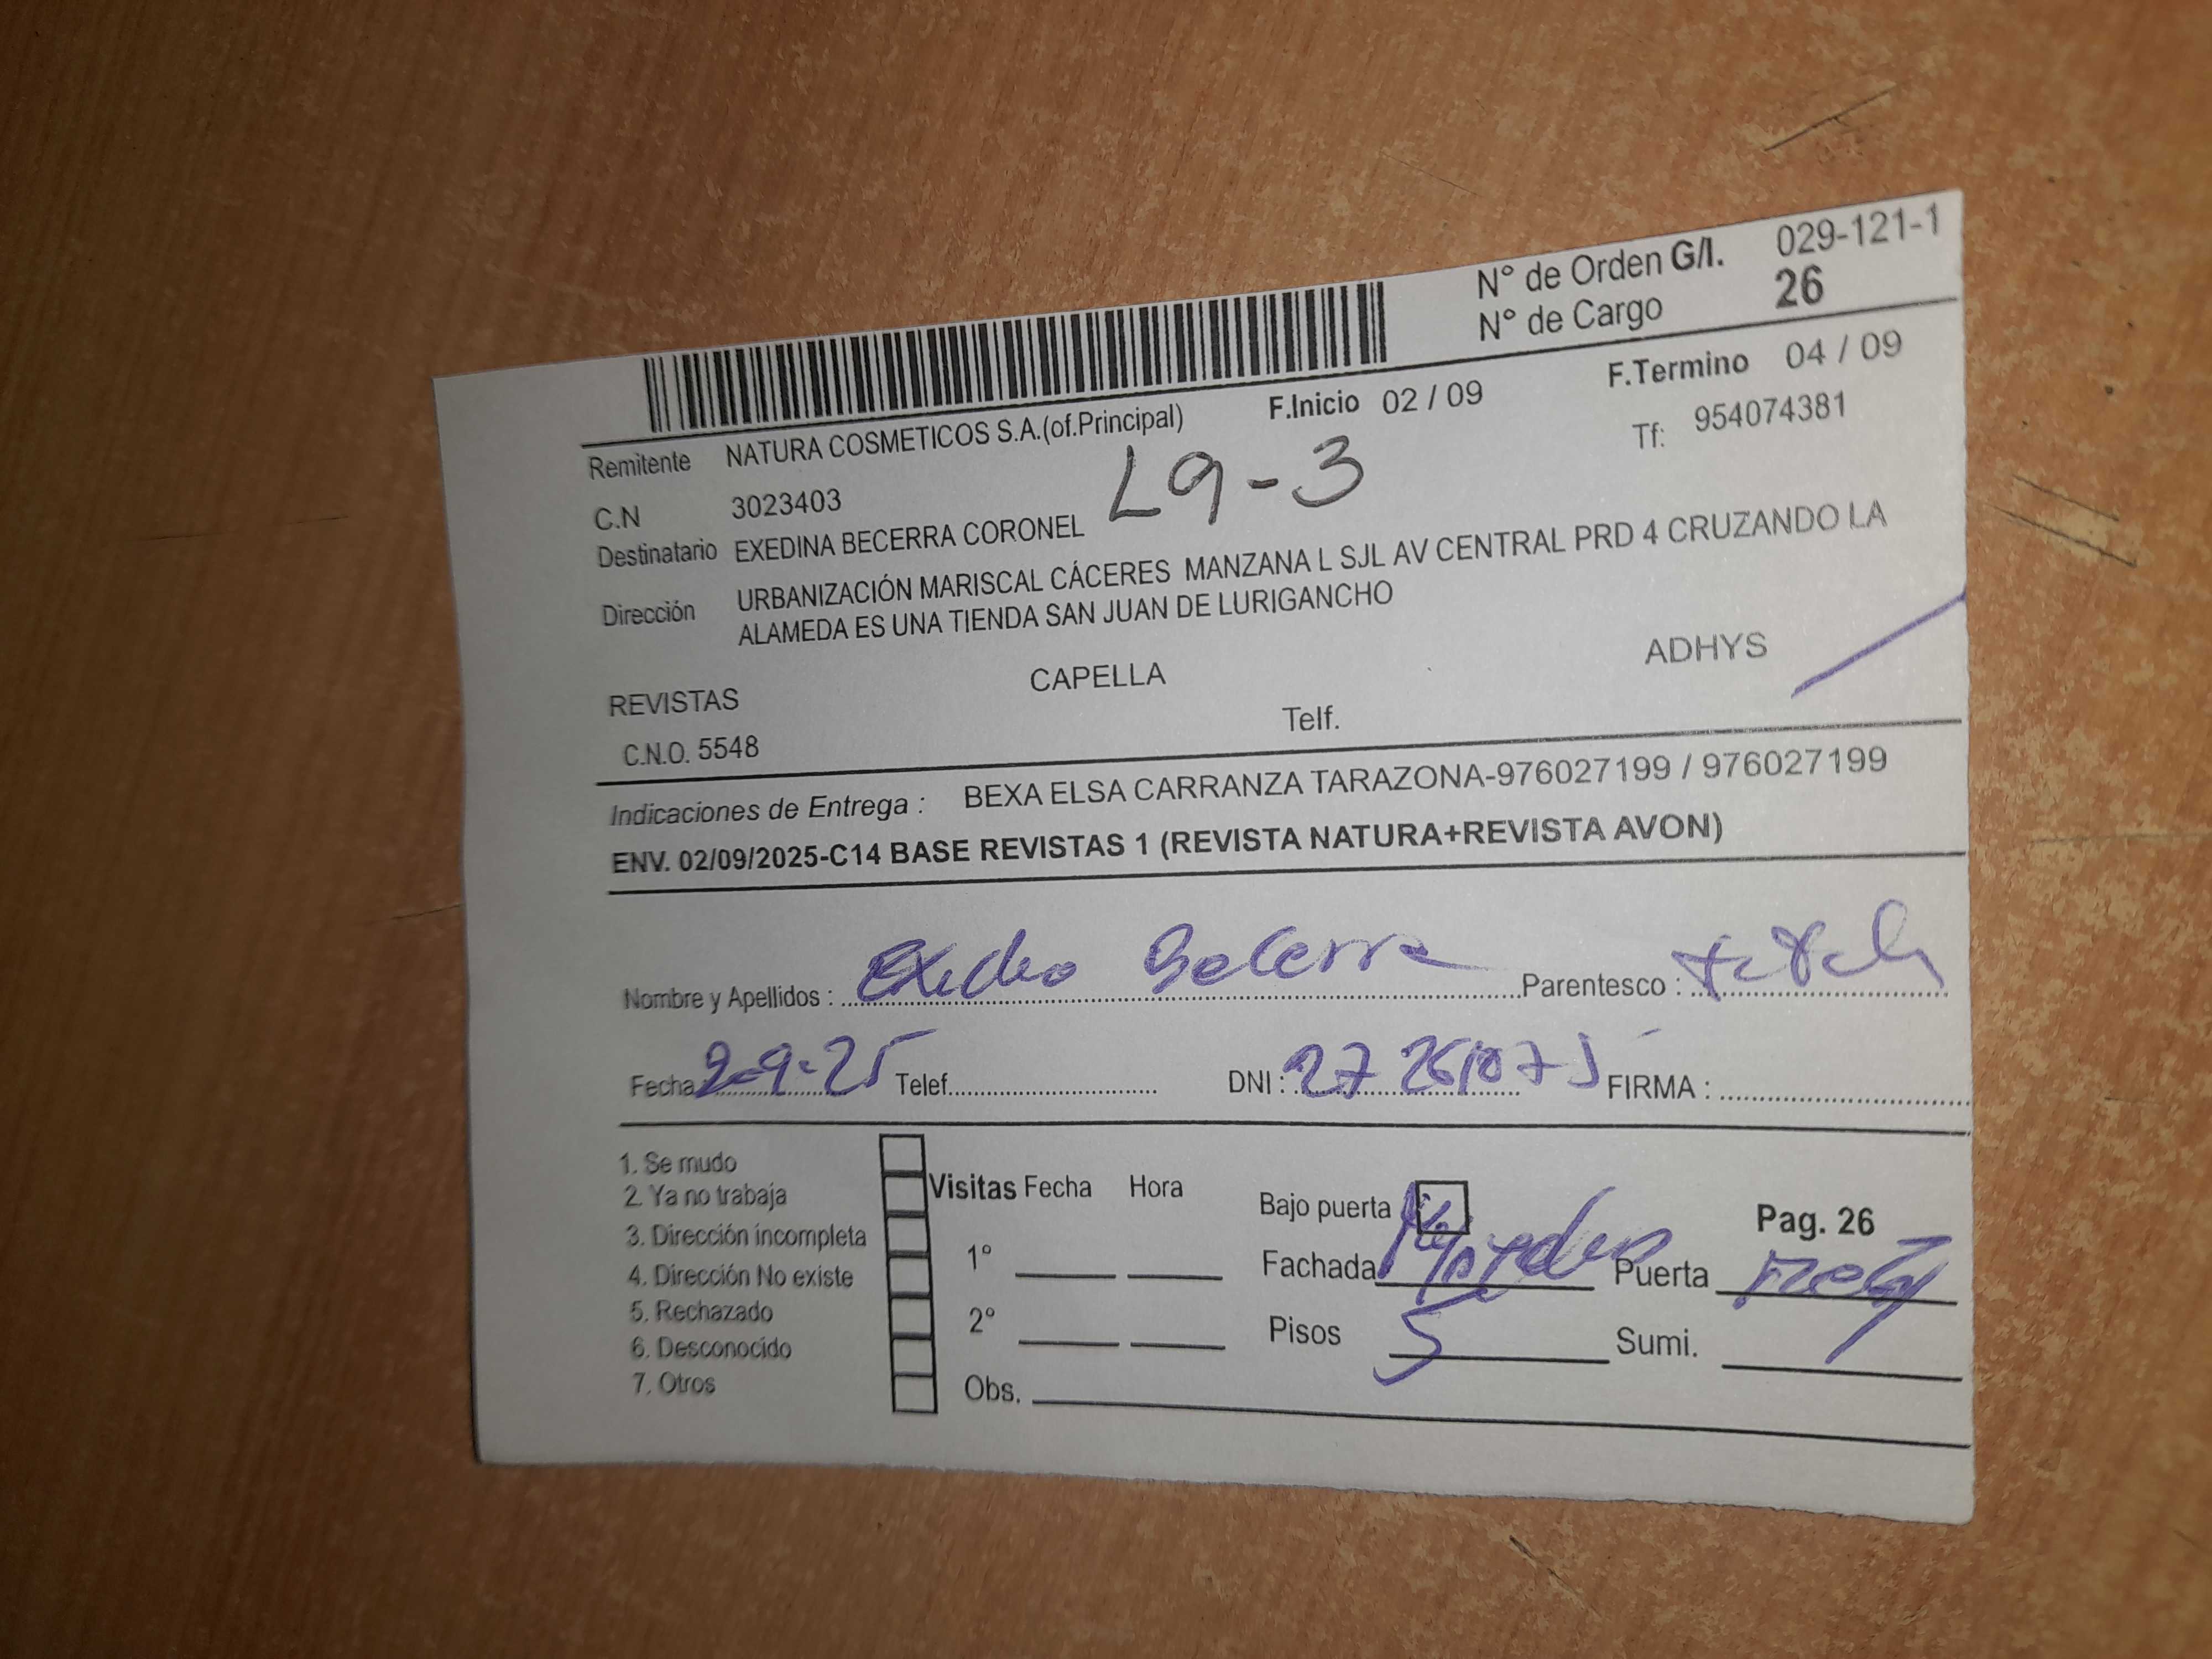 N° de Orden G/I. 029-121-1
N° de Cargo 26
F.Inicio 02 / 09 F.Termino 04 / 09
Remitente NATURA COSMETICOS S.A.(of.Principal) Tf: 954074381
C.N 3023403 L9-3
Destinatario EXEDINA BECERRA CORONEL
Dirección URBANIZACIÓN MARISCAL CÁCERES MANZANA L SJL AV CENTRAL PRD 4 CRUZANDO LA
ALAMEDA ES UNA TIENDA SAN JUAN DE LURIGANCHO
REVISTAS CAPELLA ADHYS
C.N.O. 5548 Telf.
Indicaciones de Entrega : BEXA ELSA CARRANZA TARAZONA-976027199 / 976027199
ENV. 02/09/2025-C14 BASE REVISTAS 1 (REVISTA NATURA+REVISTA AVON)
Nombre y Apellidos : Becerra Parentesco :
Fecha 2-9-25 Telef. DNI : FIRMA :
1. Se mudo
2. Ya no trabaja Visitas Fecha Hora Bajo puerta Pag. 26
3. Dirección incompleta
4. Dirección No existe 1° Fachada Puerta
5. Rechazado
6. Desconocido 2° Pisos 5 Sumi.
7. Otros Obs.